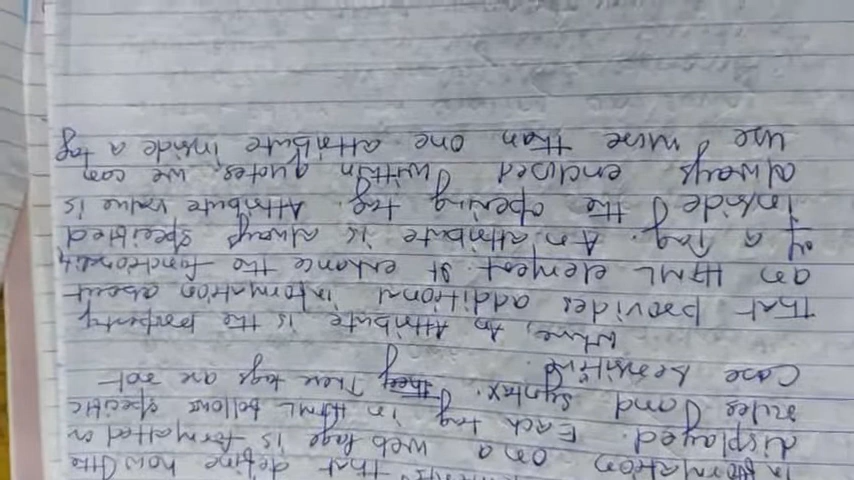 that define how the
information on a web page is formatted or
displayed. Each tag in HTML follows specific
rules and syntax. These tags are not
case sensitive.
Where, An Attribute is the property
that provides additional information about
an HTML element. It enhance the functionality
of a Tag. An attribute is always specified
inside the opening tag. Attribute value is
always enclosed within quotes. We can
use more than one attribute inside a tag